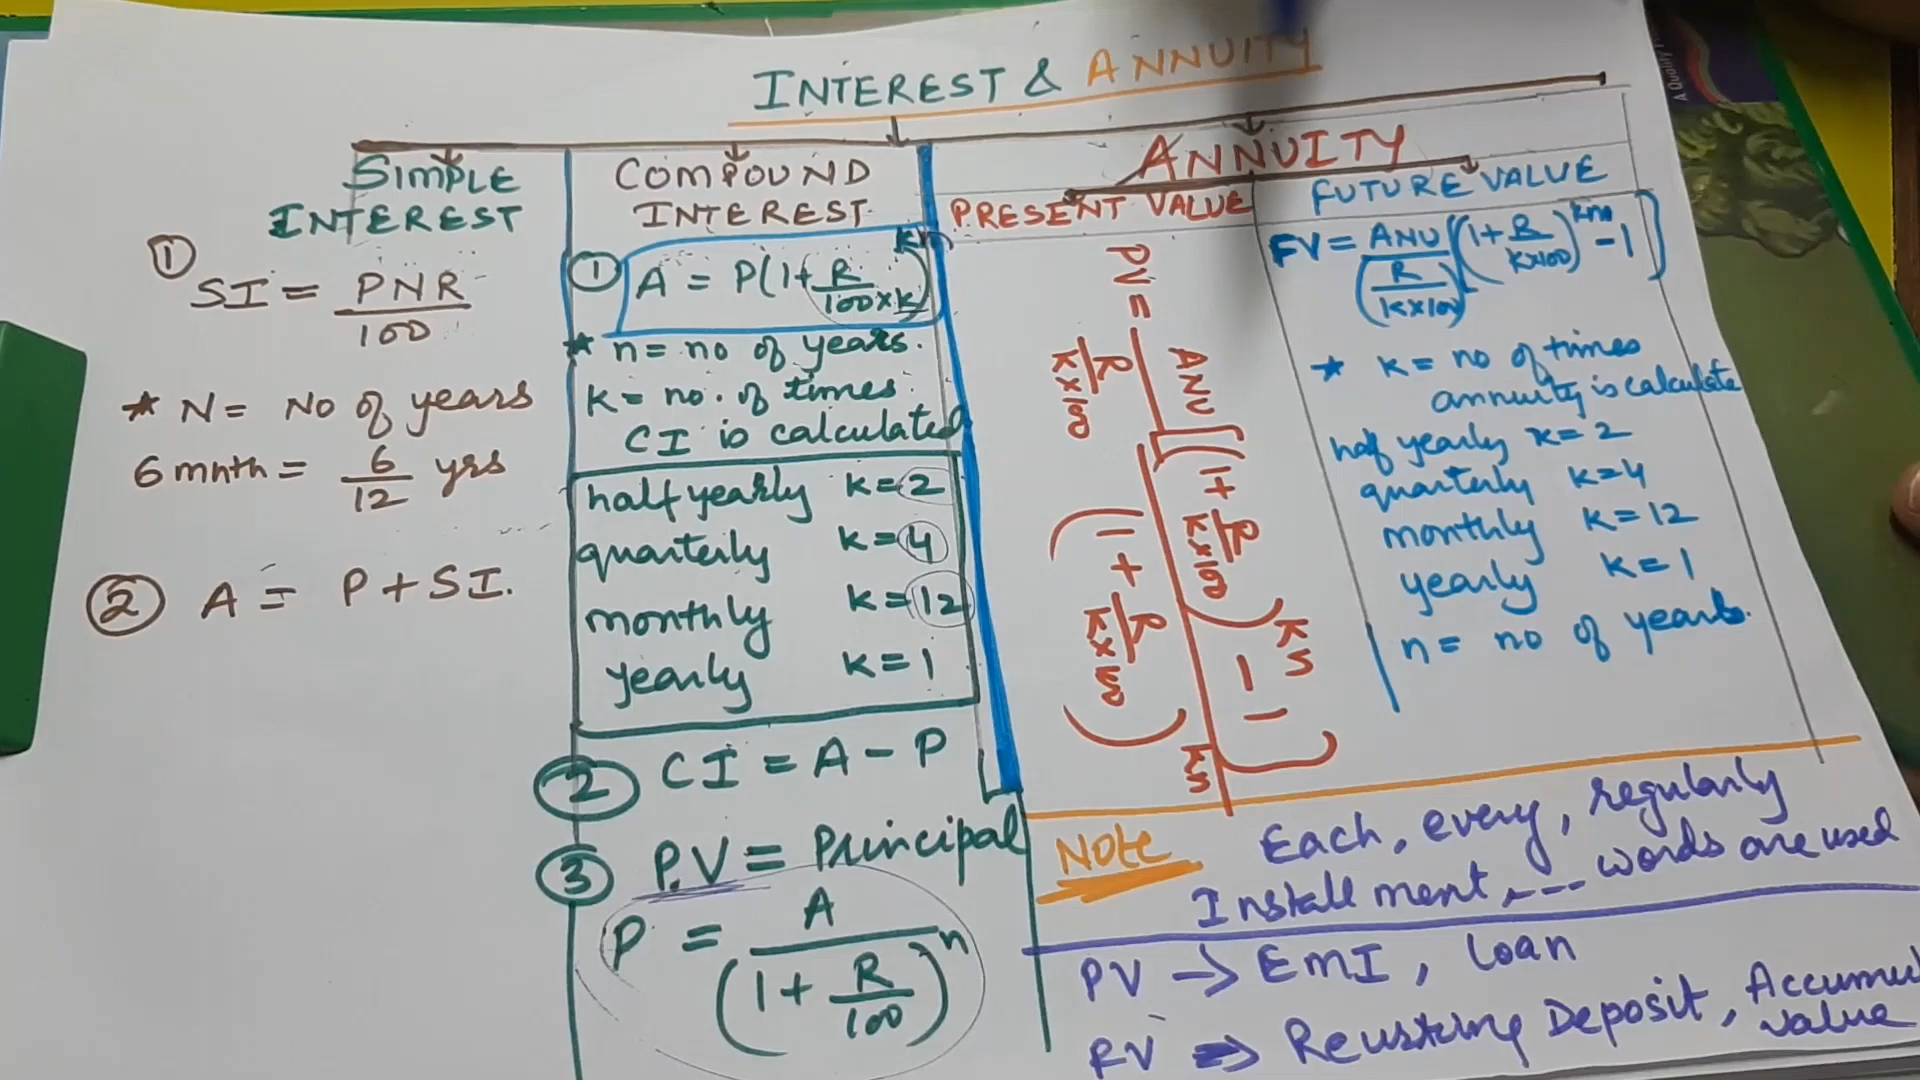 INTEREST & ANNUITY
SIMPLE
INTEREST
① SI = PNR/100
* N = No of years
6 mnth = 6/12 yrs
② A = P + SI.
COMPOUND
INTEREST
① A = P(1+R/100×k)^kn
* n = no of years.
k = no. of times
CI is calculated
half yearly k=2
quarterly k=4
monthly k=12
yearly k=1
② CI = A - P
③ P.V = Principal
P = A/(1+R/100)^n
ANNUITY
PRESENT VALUE
PV = ANU/(R/k×100) [(1+R/k×100)^kn - 1]/(1+R/k×100)^kn
FUTURE VALUE
FV = ANU/(R/k×100) [(1+R/k×100)^kn - 1]
* k = no of times
annuity is calculate
half yearly k=2
quarterly k=4
monthly k=12
yearly k=1
n = no of years.
Note Each, every, regularly
Installment, --- words are used
PV → EMI, loan
FV → Deposit, Accumul
value
A Quality